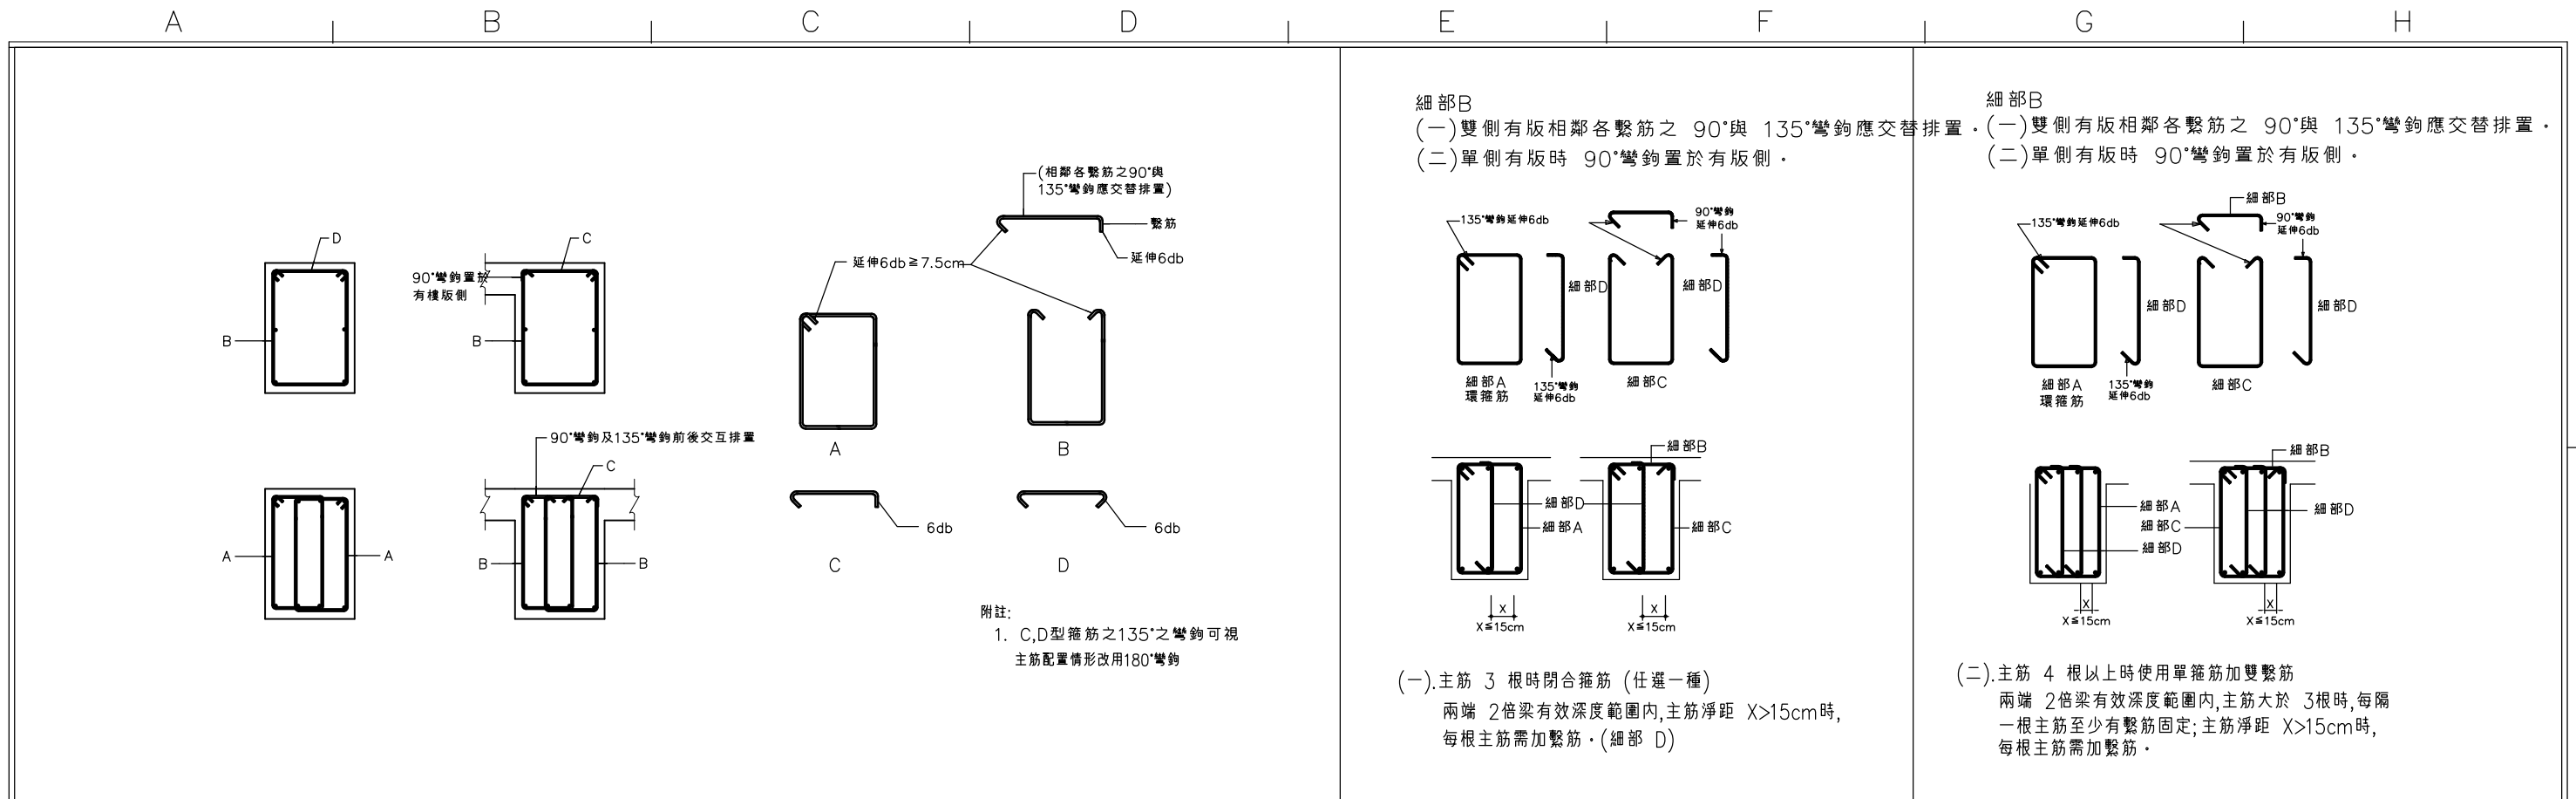 A
B
C
D
E
F
G
H
D
B
C
90°彎鉤置於
有樓版側
B
A
A
90°彎鉤及135°彎鉤前後交互排置
C
B
B
(相鄰各繫筋之90°與
135°彎鉤應交替排置)
繫筋
延伸6db
延伸6db≧7.5cm
A
B
6db
C
6db
D
附註:
1. C,D型箍筋之135°之彎鉤可視
主筋配置情形改用180°彎鉤
細部B
(一)雙側有版相鄰各繫筋之 90°與 135°彎鉤應交替排置。
(二)單側有版時 90°彎鉤置於有版側。
135°彎鉤延伸6db
90°彎鉤
延伸6db
細部D
細部D
細部A
環箍筋
135°彎鉤
延伸6db
細部C
細部B
細部D
細部A
細部C
X
X≦15cm
X
X≦15cm
(一).主筋 3 根時閉合箍筋 (任選一種)
兩端 2倍梁有效深度範圍內,主筋淨距 X>15cm時,
每根主筋需加繫筋。(細部 D)
細部B
(一)雙側有版相鄰各繫筋之 90°與 135°彎鉤應交替排置。
(二)單側有版時 90°彎鉤置於有版側。
細部B
135°彎鉤延伸6db
90°彎鉤
延伸6db
細部D
細部D
細部A
環箍筋
135°彎鉤
延伸6db
細部C
細部B
細部A
細部D
細部C
細部D
X
X≦15cm
X
X≦15cm
(二).主筋 4 根以上時使用單箍筋加雙繫筋
兩端 2倍梁有效深度範圍內,主筋大於 3根時,每隔
一根主筋至少有繫筋固定;主筋淨距 X>15cm時,
每根主筋需加繫筋。